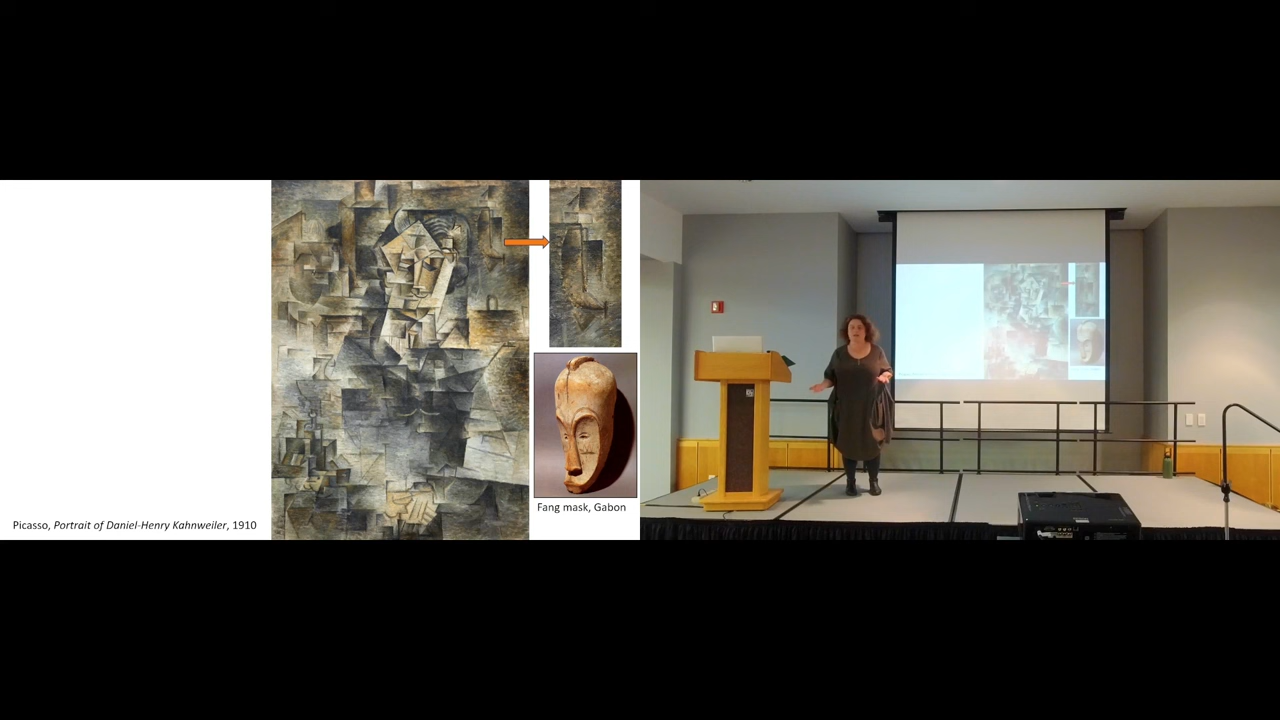 Picasso, Portrait of Daniel-Henry Kahnweiler, 1910
Fang mask, Gabon